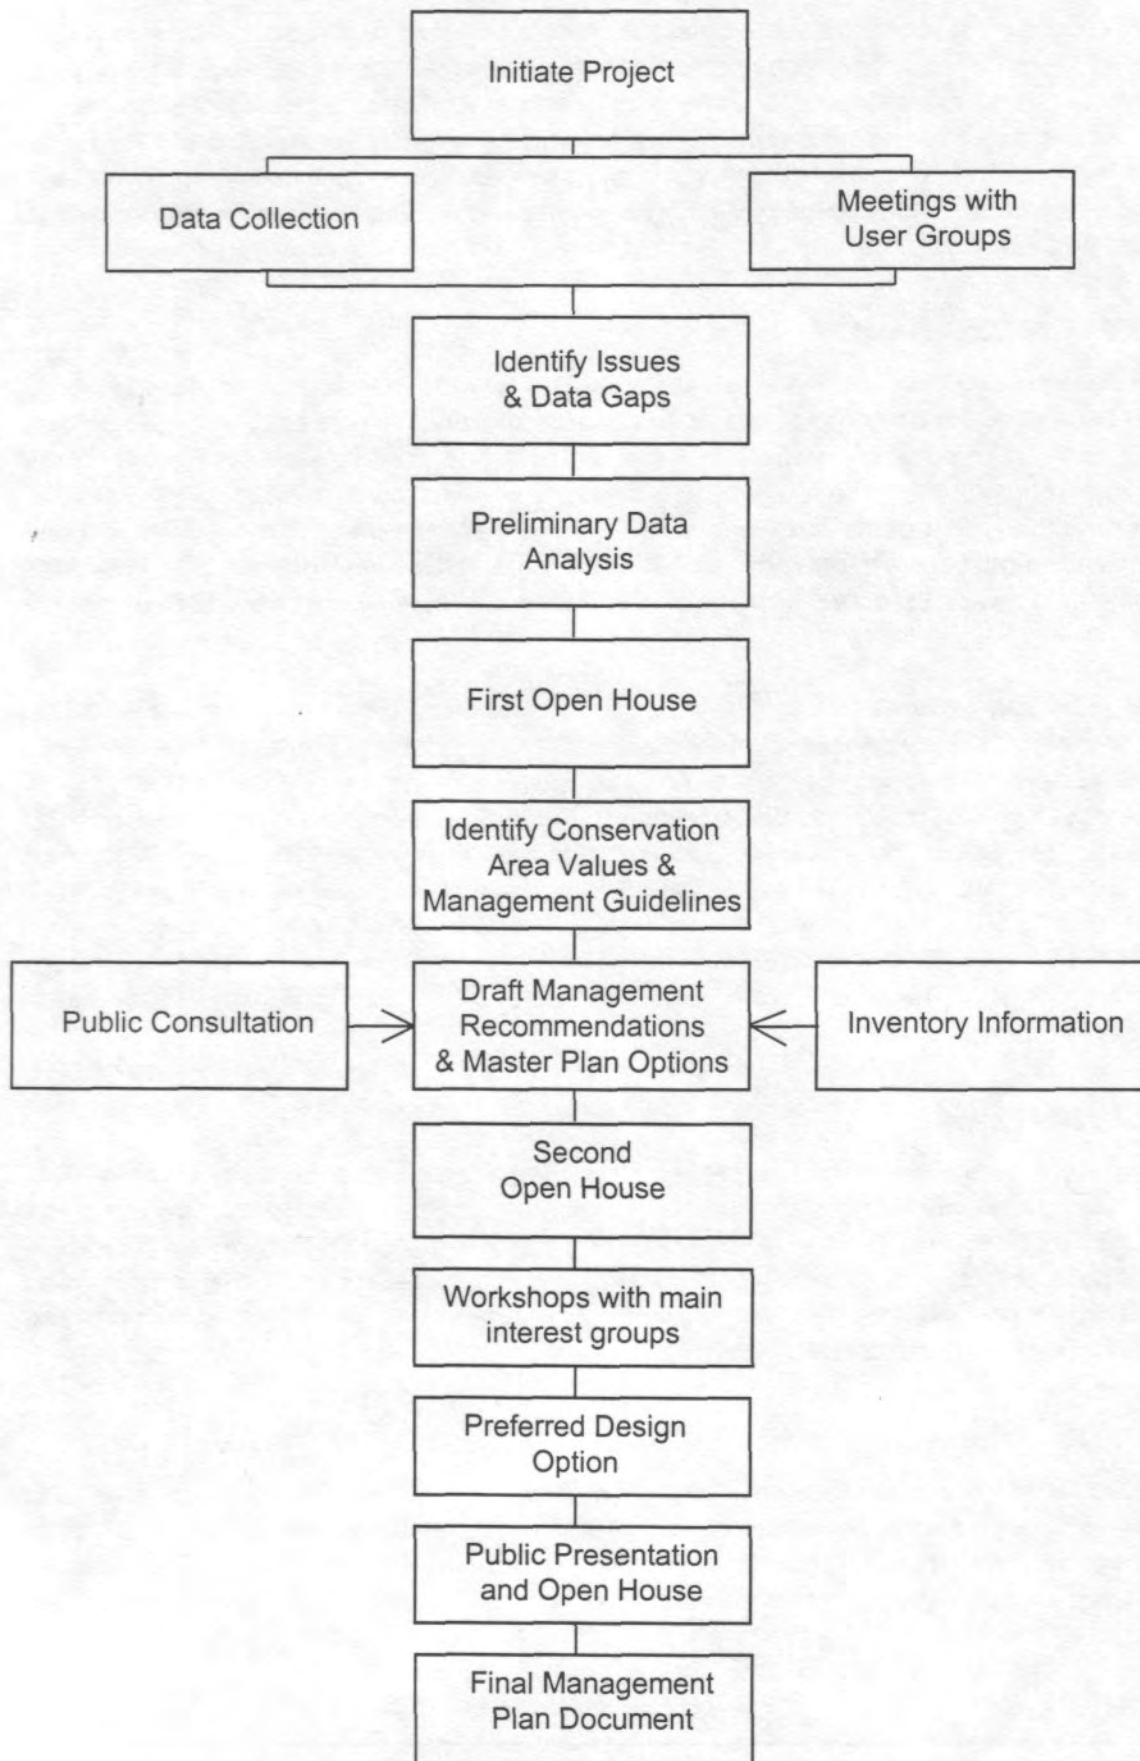 Initiate Project
Data Collection
Meetings with
User Groups
Identify Issues
& Data Gaps
Preliminary Data
Analysis
First Open House
Identify Conservation
Area Values &
Management Guidelines
Public Consultation
Draft Management
Recommendations
& Master Plan Options
Inventory Information
Second
Open House
Workshops with main
interest groups
Preferred Design
Option
Public Presentation
and Open House
Final Management
Plan Document